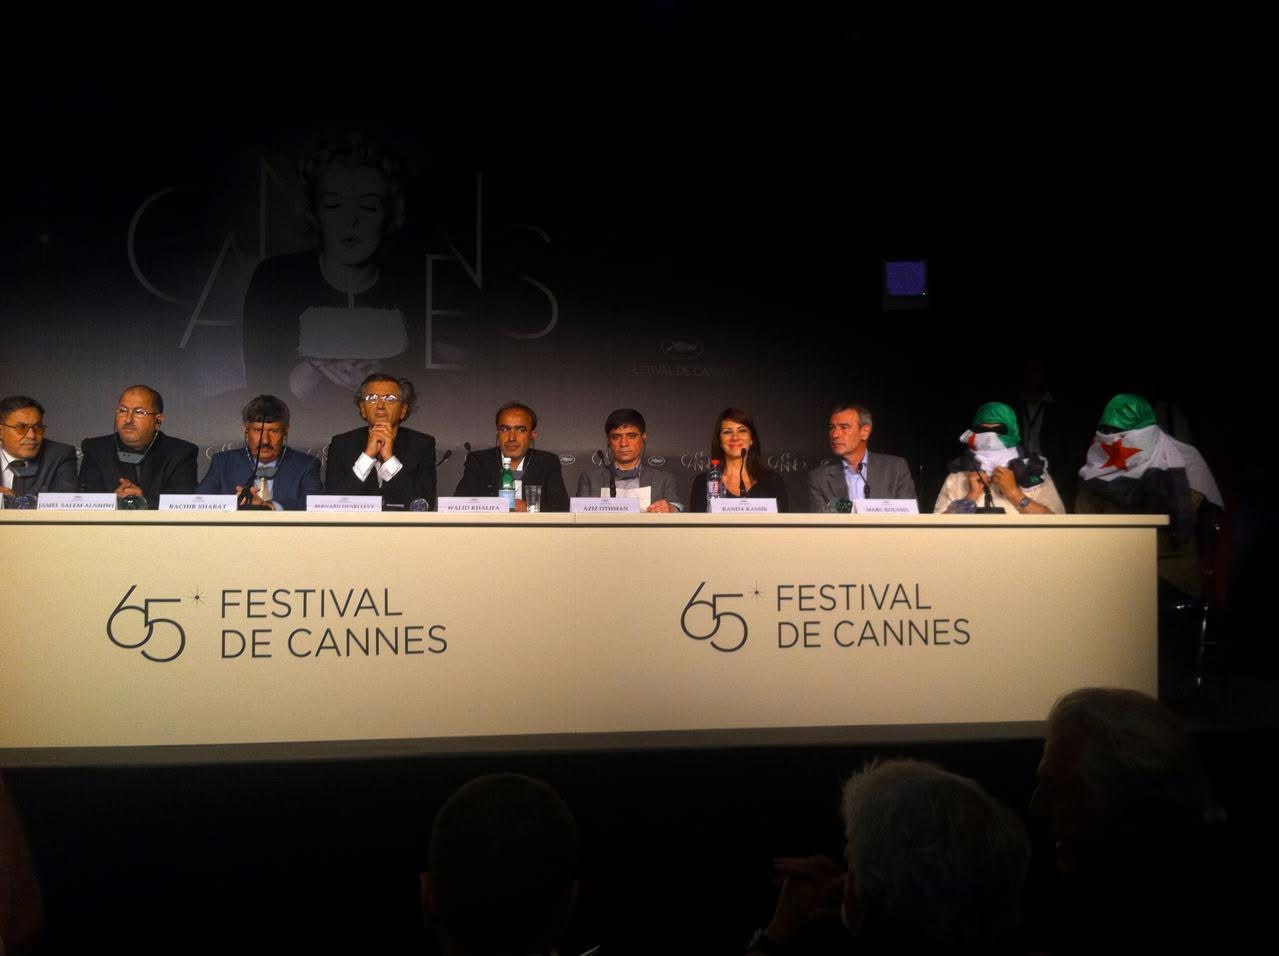 CANNES
FESTIVAL DE CANNES
BACHIR SHABAT
WALID KHALIFA
AZIZ OTHMAN
RANDA KASSIS
MARC ROUSSEL
65 FESTIVAL
DE CANNES
65 FESTIVAL
DE CANNES